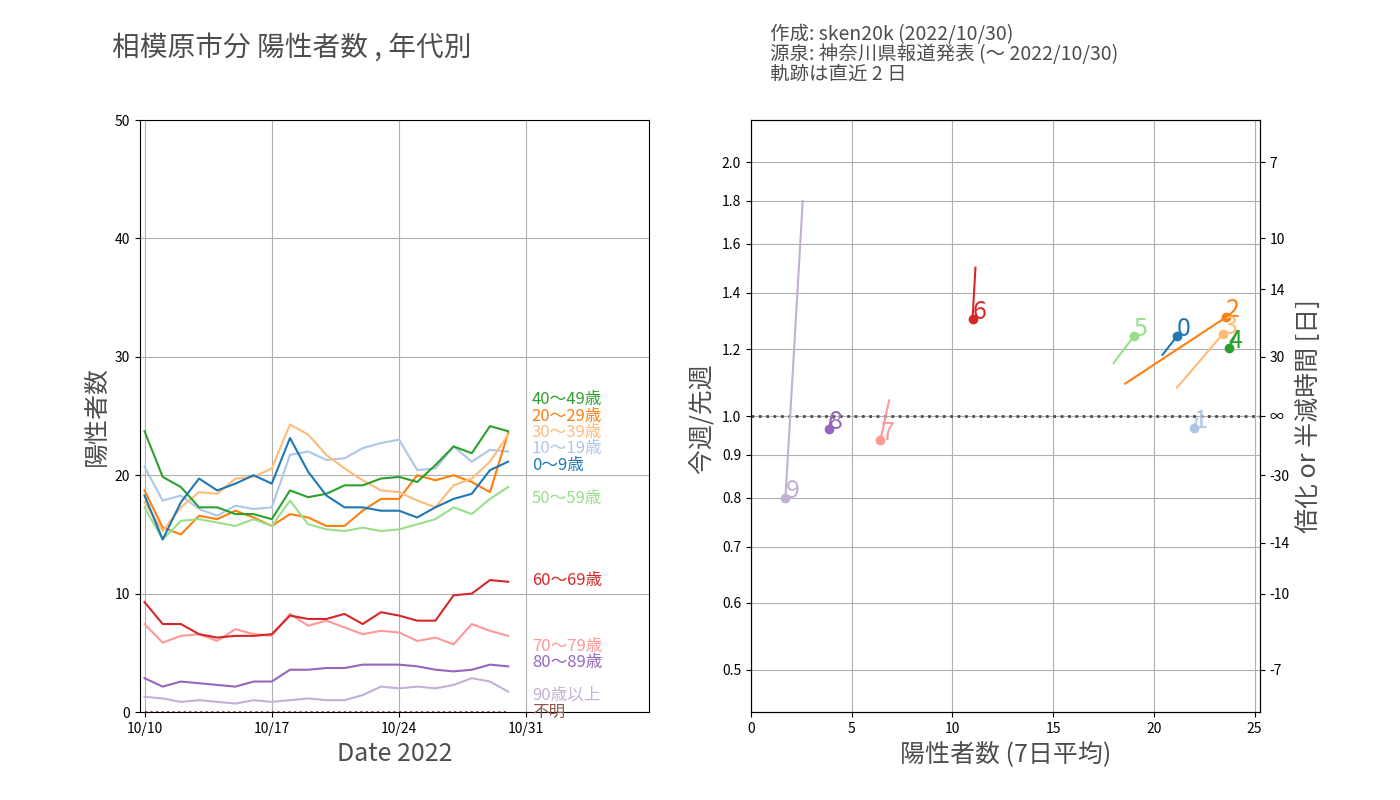 相模原市分 陽性者数 , 年代別
作成: sken20k (2022/10/30)
源泉: 神奈川県報道発表 (〜 2022/10/30)
軌跡は直近 2 日
陽性者数
50
40
30
20
10
0
10/10
10/17
10/24
10/31
Date 2022
40〜49歳
20〜29歳
30〜39歳
10〜19歳
0〜9歳
50〜59歳
60〜69歳
70〜79歳
80〜89歳
90歳以上
不明
今週/先週
2.0
1.8
1.6
1.4
1.2
1.0
0.9
0.8
0.7
0.6
0.5
0
5
10
15
20
25
陽性者数 (7日平均)
7
10
14
30
∞
-30
-14
-10
-7
倍化 or 半減時間 [日]
9
8
7
6
5
0
2
3
4
1